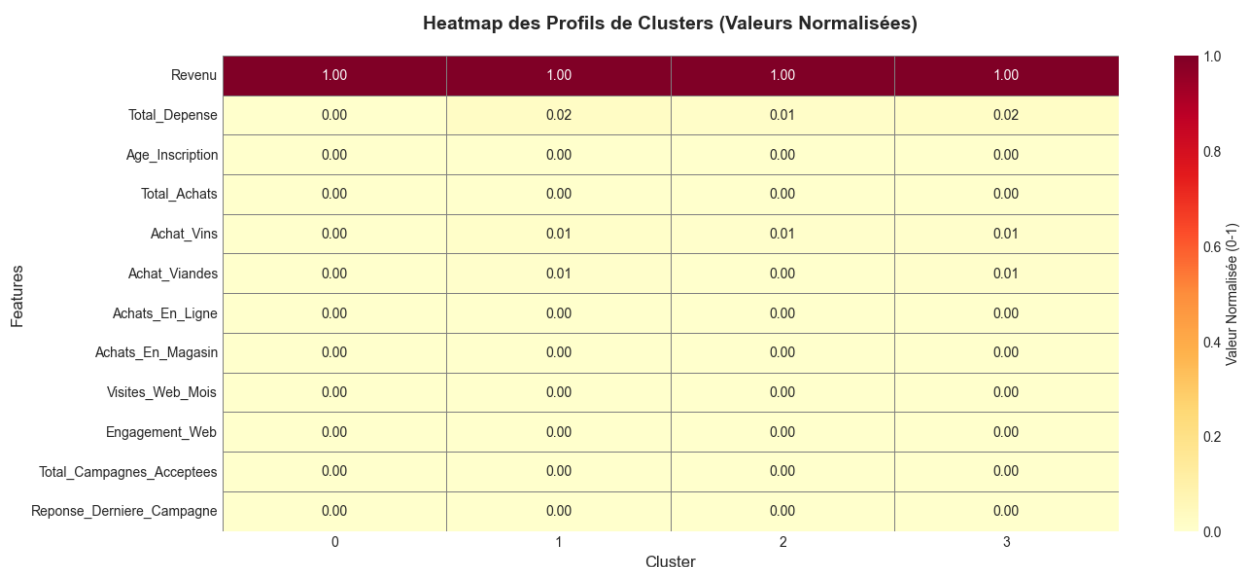 Heatmap des Profils de Clusters (Valeurs Normalisées)
Features
Revenu 1.00 1.00 1.00 1.00
Total_Depense 0.00 0.02 0.01 0.02
Age_Inscription 0.00 0.00 0.00 0.00
Total_Achats 0.00 0.00 0.00 0.00
Achat_Vins 0.00 0.01 0.01 0.01
Achat_Viandes 0.00 0.01 0.00 0.01
Achats_En_Ligne 0.00 0.00 0.00 0.00
Achats_En_Magasin 0.00 0.00 0.00 0.00
Visites_Web_Mois 0.00 0.00 0.00 0.00
Engagement_Web 0.00 0.00 0.00 0.00
Total_Campagnes_Acceptees 0.00 0.00 0.00 0.00
Reponse_Derniere_Campagne 0.00 0.00 0.00 0.00
0 1 2 3
Cluster
1.0
0.8
0.6
0.4
0.2
0.0
Valeur Normalisée (0-1)